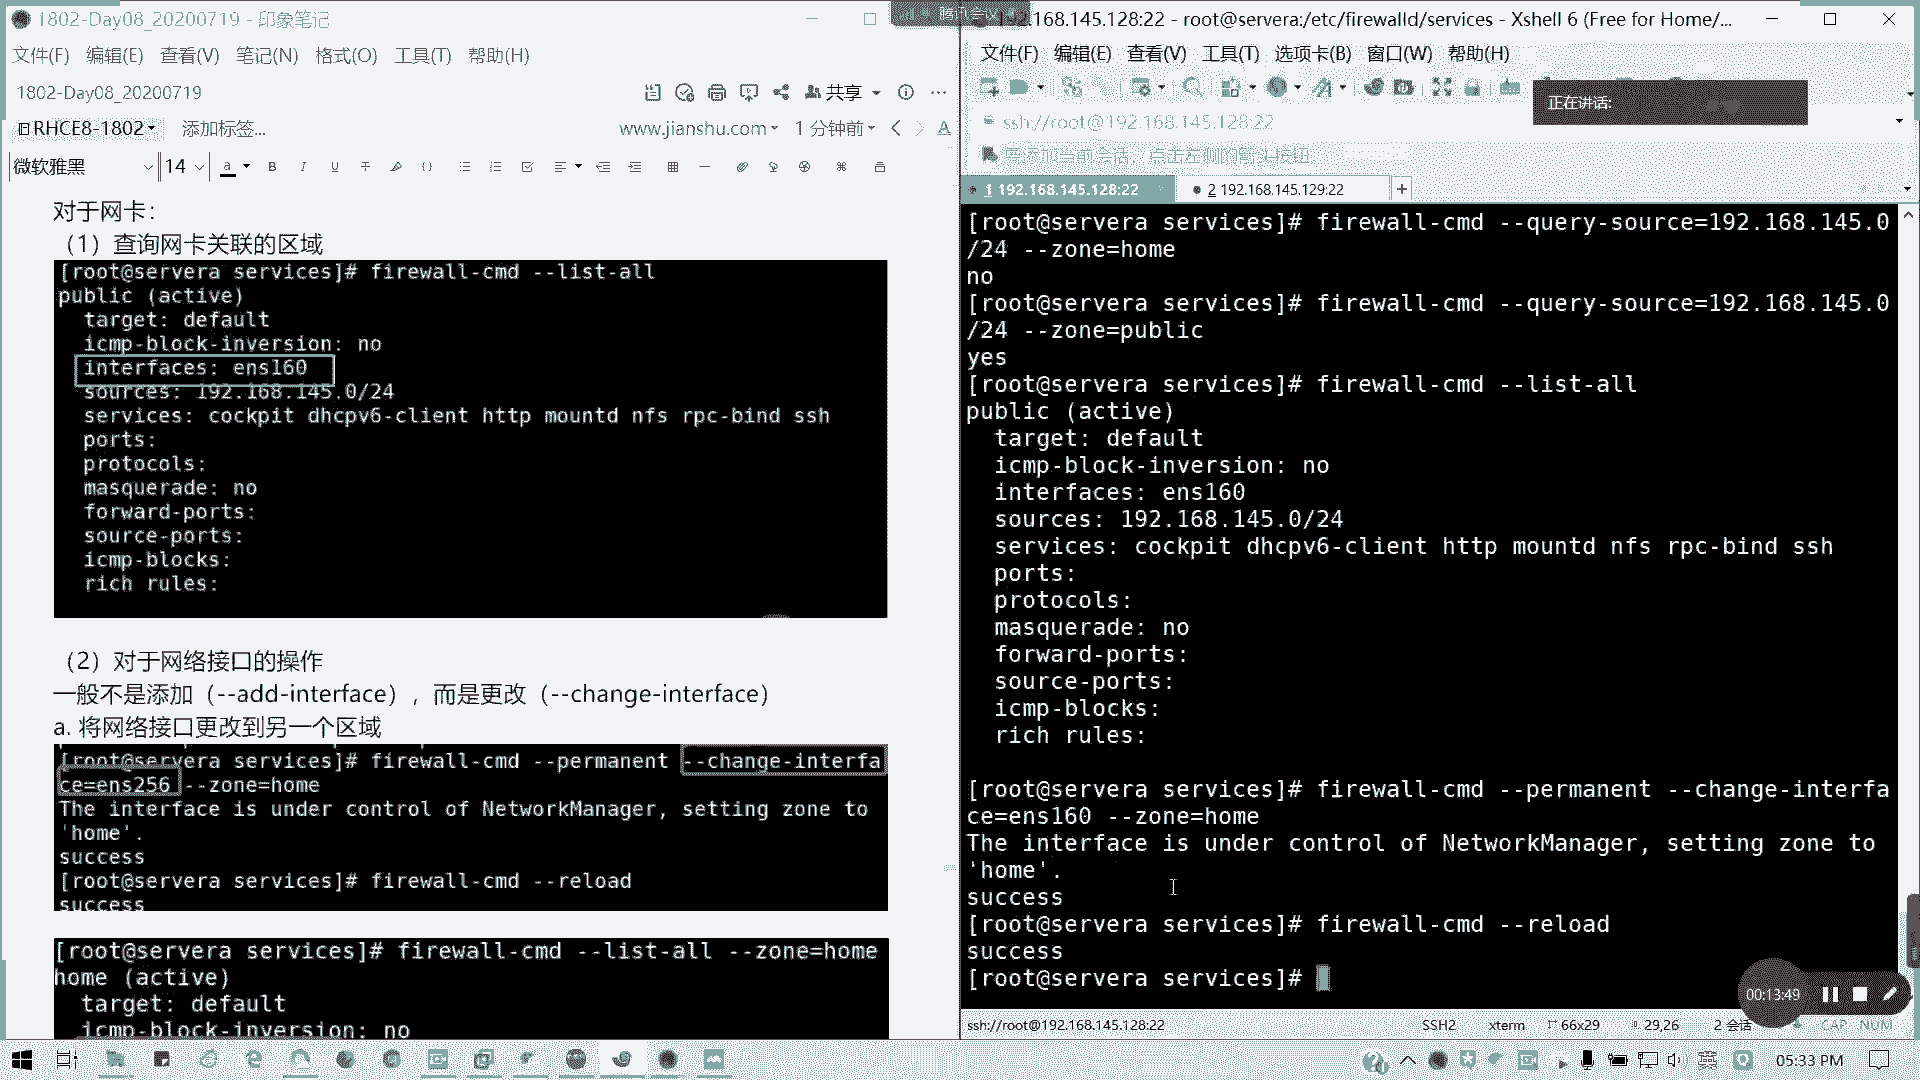 1802-Day08_20200719 - 印象笔记
文件(F) 编辑(E) 查看(V) 笔记(N) 格式(O) 工具(T) 帮助(H)
1802-Day08_20200719
共享
RHCE8-1802 添加标签... www.jianshu.com 1 分钟前
微软雅黑 14
对于网卡：
（1）查询网卡关联的区域
[root@servera services]# firewall-cmd --list-all
public (active)
target: default
icmp-block-inversion: no
interfaces: ens160
sources: 192.168.145.0/24
services: cockpit dhcpv6-client http mountd nfs rpc-bind ssh
ports:
protocols:
masquerade: no
forward-ports:
source-ports:
icmp-blocks:
rich rules:
（2）对于网络接口的操作
一般不是添加（--add-interface），而是更改（--change-interface）
a. 将网络接口更改到另一个区域
[root@servera services]# firewall-cmd --permanent --change-interfa
ce=ens256 --zone=home
The interface is under control of NetworkManager, setting zone to
'home'.
success
[root@servera services]# firewall-cmd --reload
success
[root@servera services]# firewall-cmd --list-all --zone=home
home (active)
target: default
icmp-block-inversion: no
腾讯会议
192.168.145.128:22 - root@servera:/etc/firewalld/services - Xshell 6 (Free for Home/...
文件(F) 编辑(E) 查看(V) 工具(T) 选项卡(B) 窗口(W) 帮助(H)
正在讲话:
ssh://root@192.168.145.128:22
要添加当前会话，点击左侧的箭头按钮。
1 192.168.145.128:22
2 192.168.145.129:22
[root@servera services]# firewall-cmd --query-source=192.168.145.0
/24 --zone=home
no
[root@servera services]# firewall-cmd --query-source=192.168.145.0
/24 --zone=public
yes
[root@servera services]# firewall-cmd --list-all
public (active)
target: default
icmp-block-inversion: no
interfaces: ens160
sources: 192.168.145.0/24
services: cockpit dhcpv6-client http mountd nfs rpc-bind ssh
ports:
protocols:
masquerade: no
forward-ports:
source-ports:
icmp-blocks:
rich rules:
[root@servera services]# firewall-cmd --permanent --change-interfa
ce=ens160 --zone=home
The interface is under control of NetworkManager, setting zone to
'home'.
success
[root@servera services]# firewall-cmd --reload
success
[root@servera services]#
00:13:49
ssh://root@192.168.145.128:22 SSH2 xterm 66x29 29,26 2 会话 CAP NUM
英 05:33 PM